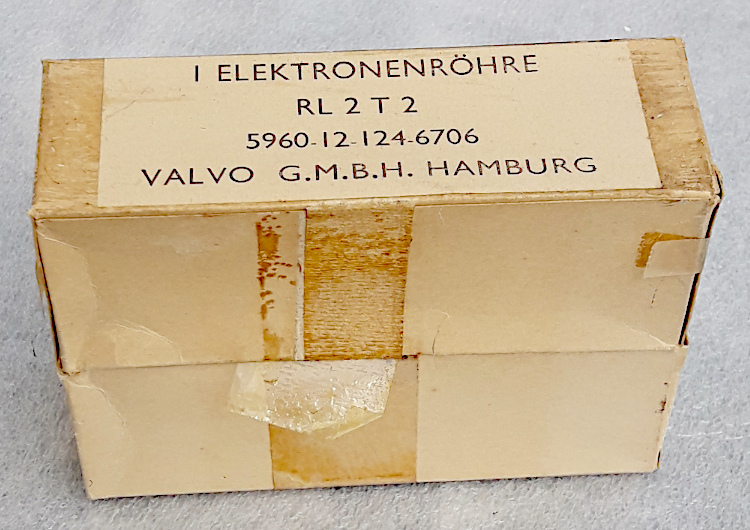 1 ELEKTRONENRÖHRE
RL 2 T 2
5960-12-124-6706
VALVO G.M.B.H. HAMBURG